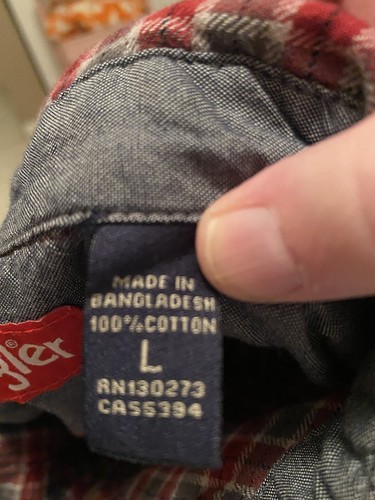 MADE IN
BANGLADESH
100%COTTON
L
RN130273
CA55394
gler®